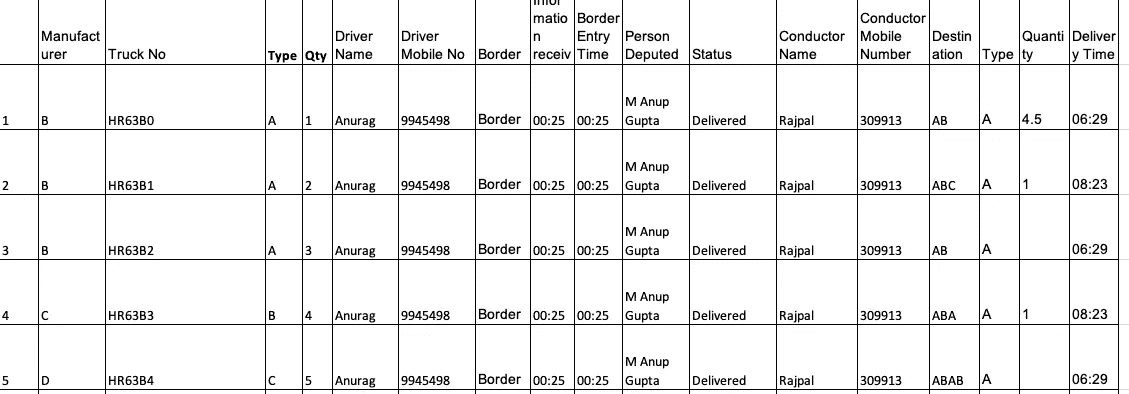 Manufacturer Truck No Type Qty Driver Name Driver Mobile No Border Information receiv Border Entry Time Person Deputed Status Conductor Name Conductor Mobile Number Destination Type Quantity Delivery Time
1 B HR63B0 A 1 Anurag 9945498 Border 00:25 00:25 M Anup Gupta Delivered Rajpal 309913 AB A 4.5 06:29
2 B HR63B1 A 2 Anurag 9945498 Border 00:25 00:25 M Anup Gupta Delivered Rajpal 309913 ABC A 1 08:23
3 B HR63B2 A 3 Anurag 9945498 Border 00:25 00:25 M Anup Gupta Delivered Rajpal 309913 AB A 06:29
4 C HR63B3 B 4 Anurag 9945498 Border 00:25 00:25 M Anup Gupta Delivered Rajpal 309913 ABA A 1 08:23
5 D HR63B4 C 5 Anurag 9945498 Border 00:25 00:25 M Anup Gupta Delivered Rajpal 309913 ABAB A 06:29